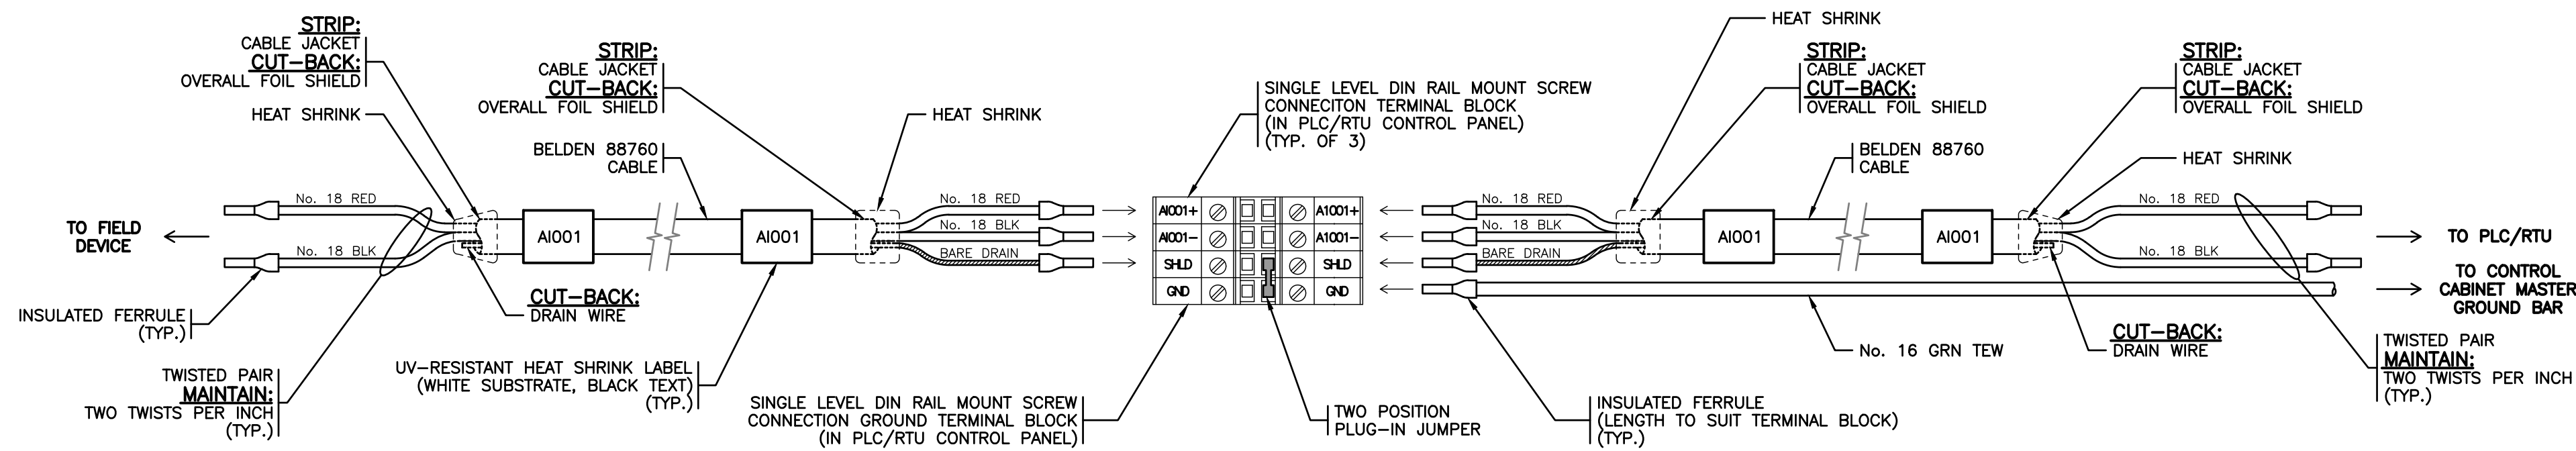 STRIP:
CABLE JACKET
CUT-BACK:
OVERALL FOIL SHIELD
HEAT SHRINK
STRIP:
CABLE JACKET
CUT-BACK:
OVERALL FOIL SHIELD
BELDEN 88760
CABLE
HEAT SHRINK
SINGLE LEVEL DIN RAIL MOUNT SCREW
CONNECITON TERMINAL BLOCK
(IN PLC/RTU CONTROL PANEL)
(TYP. OF 3)
HEAT SHRINK
STRIP:
CABLE JACKET
CUT-BACK:
OVERALL FOIL SHIELD
BELDEN 88760
CABLE
STRIP:
CABLE JACKET
CUT-BACK:
OVERALL FOIL SHIELD
HEAT SHRINK
TO FIELD
DEVICE
No. 18 RED
No. 18 BLK
AI001
AI001
No. 18 RED
No. 18 BLK
BARE DRAIN
AI001+
A1001+
AI001-
A1001-
SHLD
SHLD
GND
GND
No. 18 RED
No. 18 BLK
BARE DRAIN
AI001
AI001
No. 18 RED
No. 18 BLK
TO PLC/RTU
TO CONTROL
CABINET MASTER
GROUND BAR
INSULATED FERRULE
(TYP.)
CUT-BACK:
DRAIN WIRE
TWISTED PAIR
MAINTAIN:
TWO TWISTS PER INCH
(TYP.)
UV-RESISTANT HEAT SHRINK LABEL
(WHITE SUBSTRATE, BLACK TEXT)
(TYP.)
SINGLE LEVEL DIN RAIL MOUNT SCREW
CONNECTION GROUND TERMINAL BLOCK
(IN PLC/RTU CONTROL PANEL)
TWO POSITION
PLUG-IN JUMPER
INSULATED FERRULE
(LENGTH TO SUIT TERMINAL BLOCK)
(TYP.)
No. 16 GRN TEW
CUT-BACK:
DRAIN WIRE
TWISTED PAIR
MAINTAIN:
TWO TWISTS PER INCH
(TYP.)